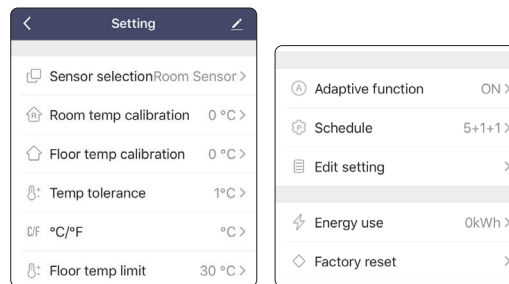 Setting
Sensor selection Room Sensor
R Room temp calibration 0 °C
Floor temp calibration 0 °C
Temp tolerance 1°C
C/F °C/°F °C
Floor temp limit 30 °C
A Adaptive function ON
P Schedule 5+1+1
Edit setting
Energy use 0kWh
Factory reset